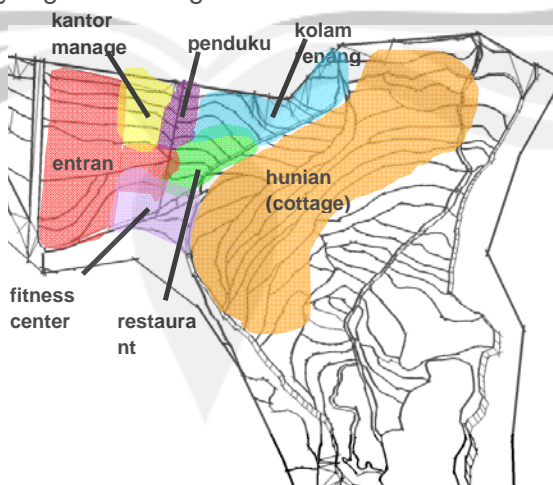 kantor
manage
penduku
kolam
renang
entran
hunian
(cottage)
fitness
center
restaura
nt